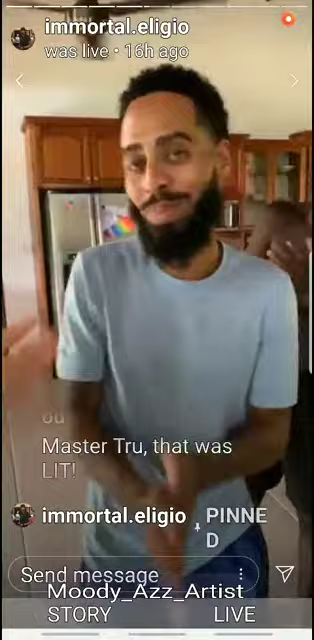 immortal.eligio
was live • 16h ago
ou
Master Tru, that was
LIT!
immortal.eligio PINNE
D
Send message
Moody_Azz_Artist
STORY LIVE